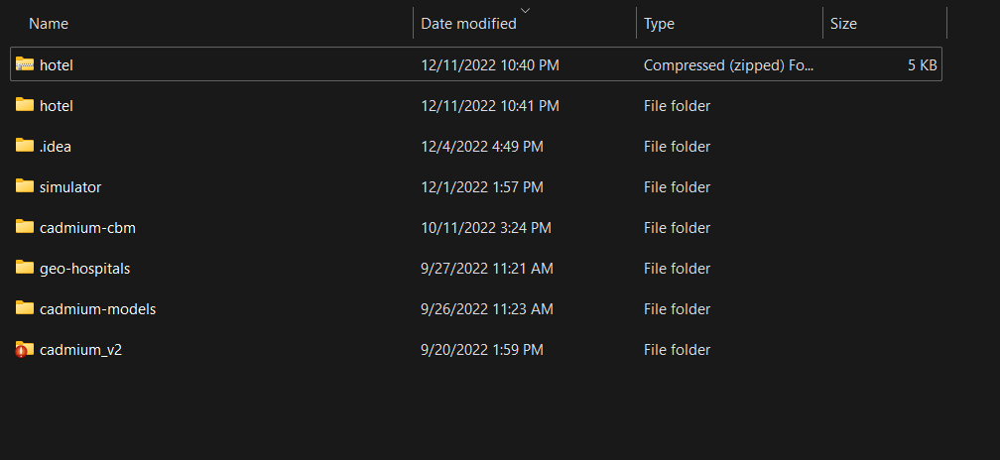 Name Date modified Type Size
hotel 12/11/2022 10:40 PM Compressed (zipped) Fo... 5 KB
hotel 12/11/2022 10:41 PM File folder
.idea 12/4/2022 4:49 PM File folder
simulator 12/1/2022 1:57 PM File folder
cadmium-cbm 10/11/2022 3:24 PM File folder
geo-hospitals 9/27/2022 11:21 AM File folder
cadmium-models 9/26/2022 11:23 AM File folder
cadmium_v2 9/20/2022 1:59 PM File folder